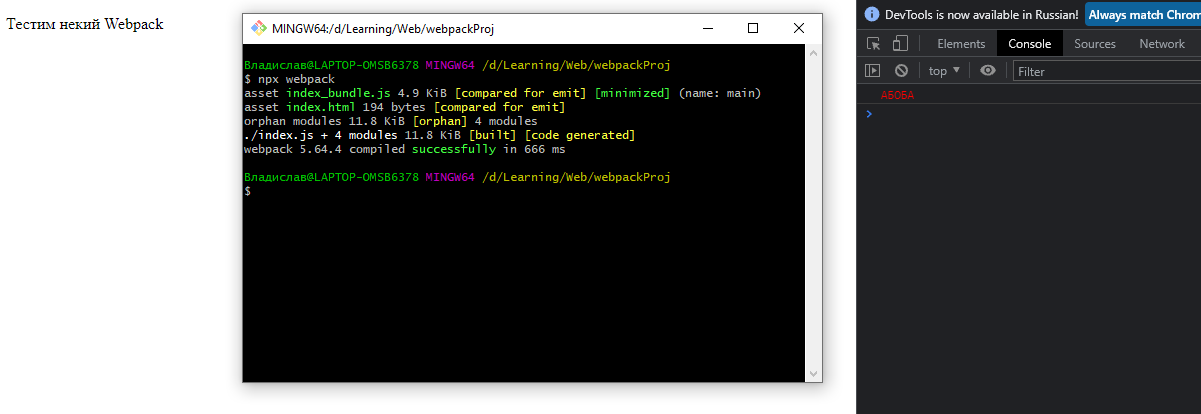 Тестим некий Webpack
MINGW64:/d/Learning/Web/webpackProj
Владислав@LAPTOP-OMSB6378 MINGW64 /d/Learning/Web/webpackProj
$ npx webpack
asset index_bundle.js 4.9 KiB [compared for emit] [minimized] (name: main)
asset index.html 194 bytes [compared for emit]
orphan modules 11.8 KiB [orphan] 4 modules
./index.js + 4 modules 11.8 KiB [built] [code generated]
webpack 5.64.4 compiled successfully in 666 ms
Владислав@LAPTOP-OMSB6378 MINGW64 /d/Learning/Web/webpackProj
$
DevTools is now available in Russian! Always match Chrom
Elements Console Sources Network
top Filter
АБОБА